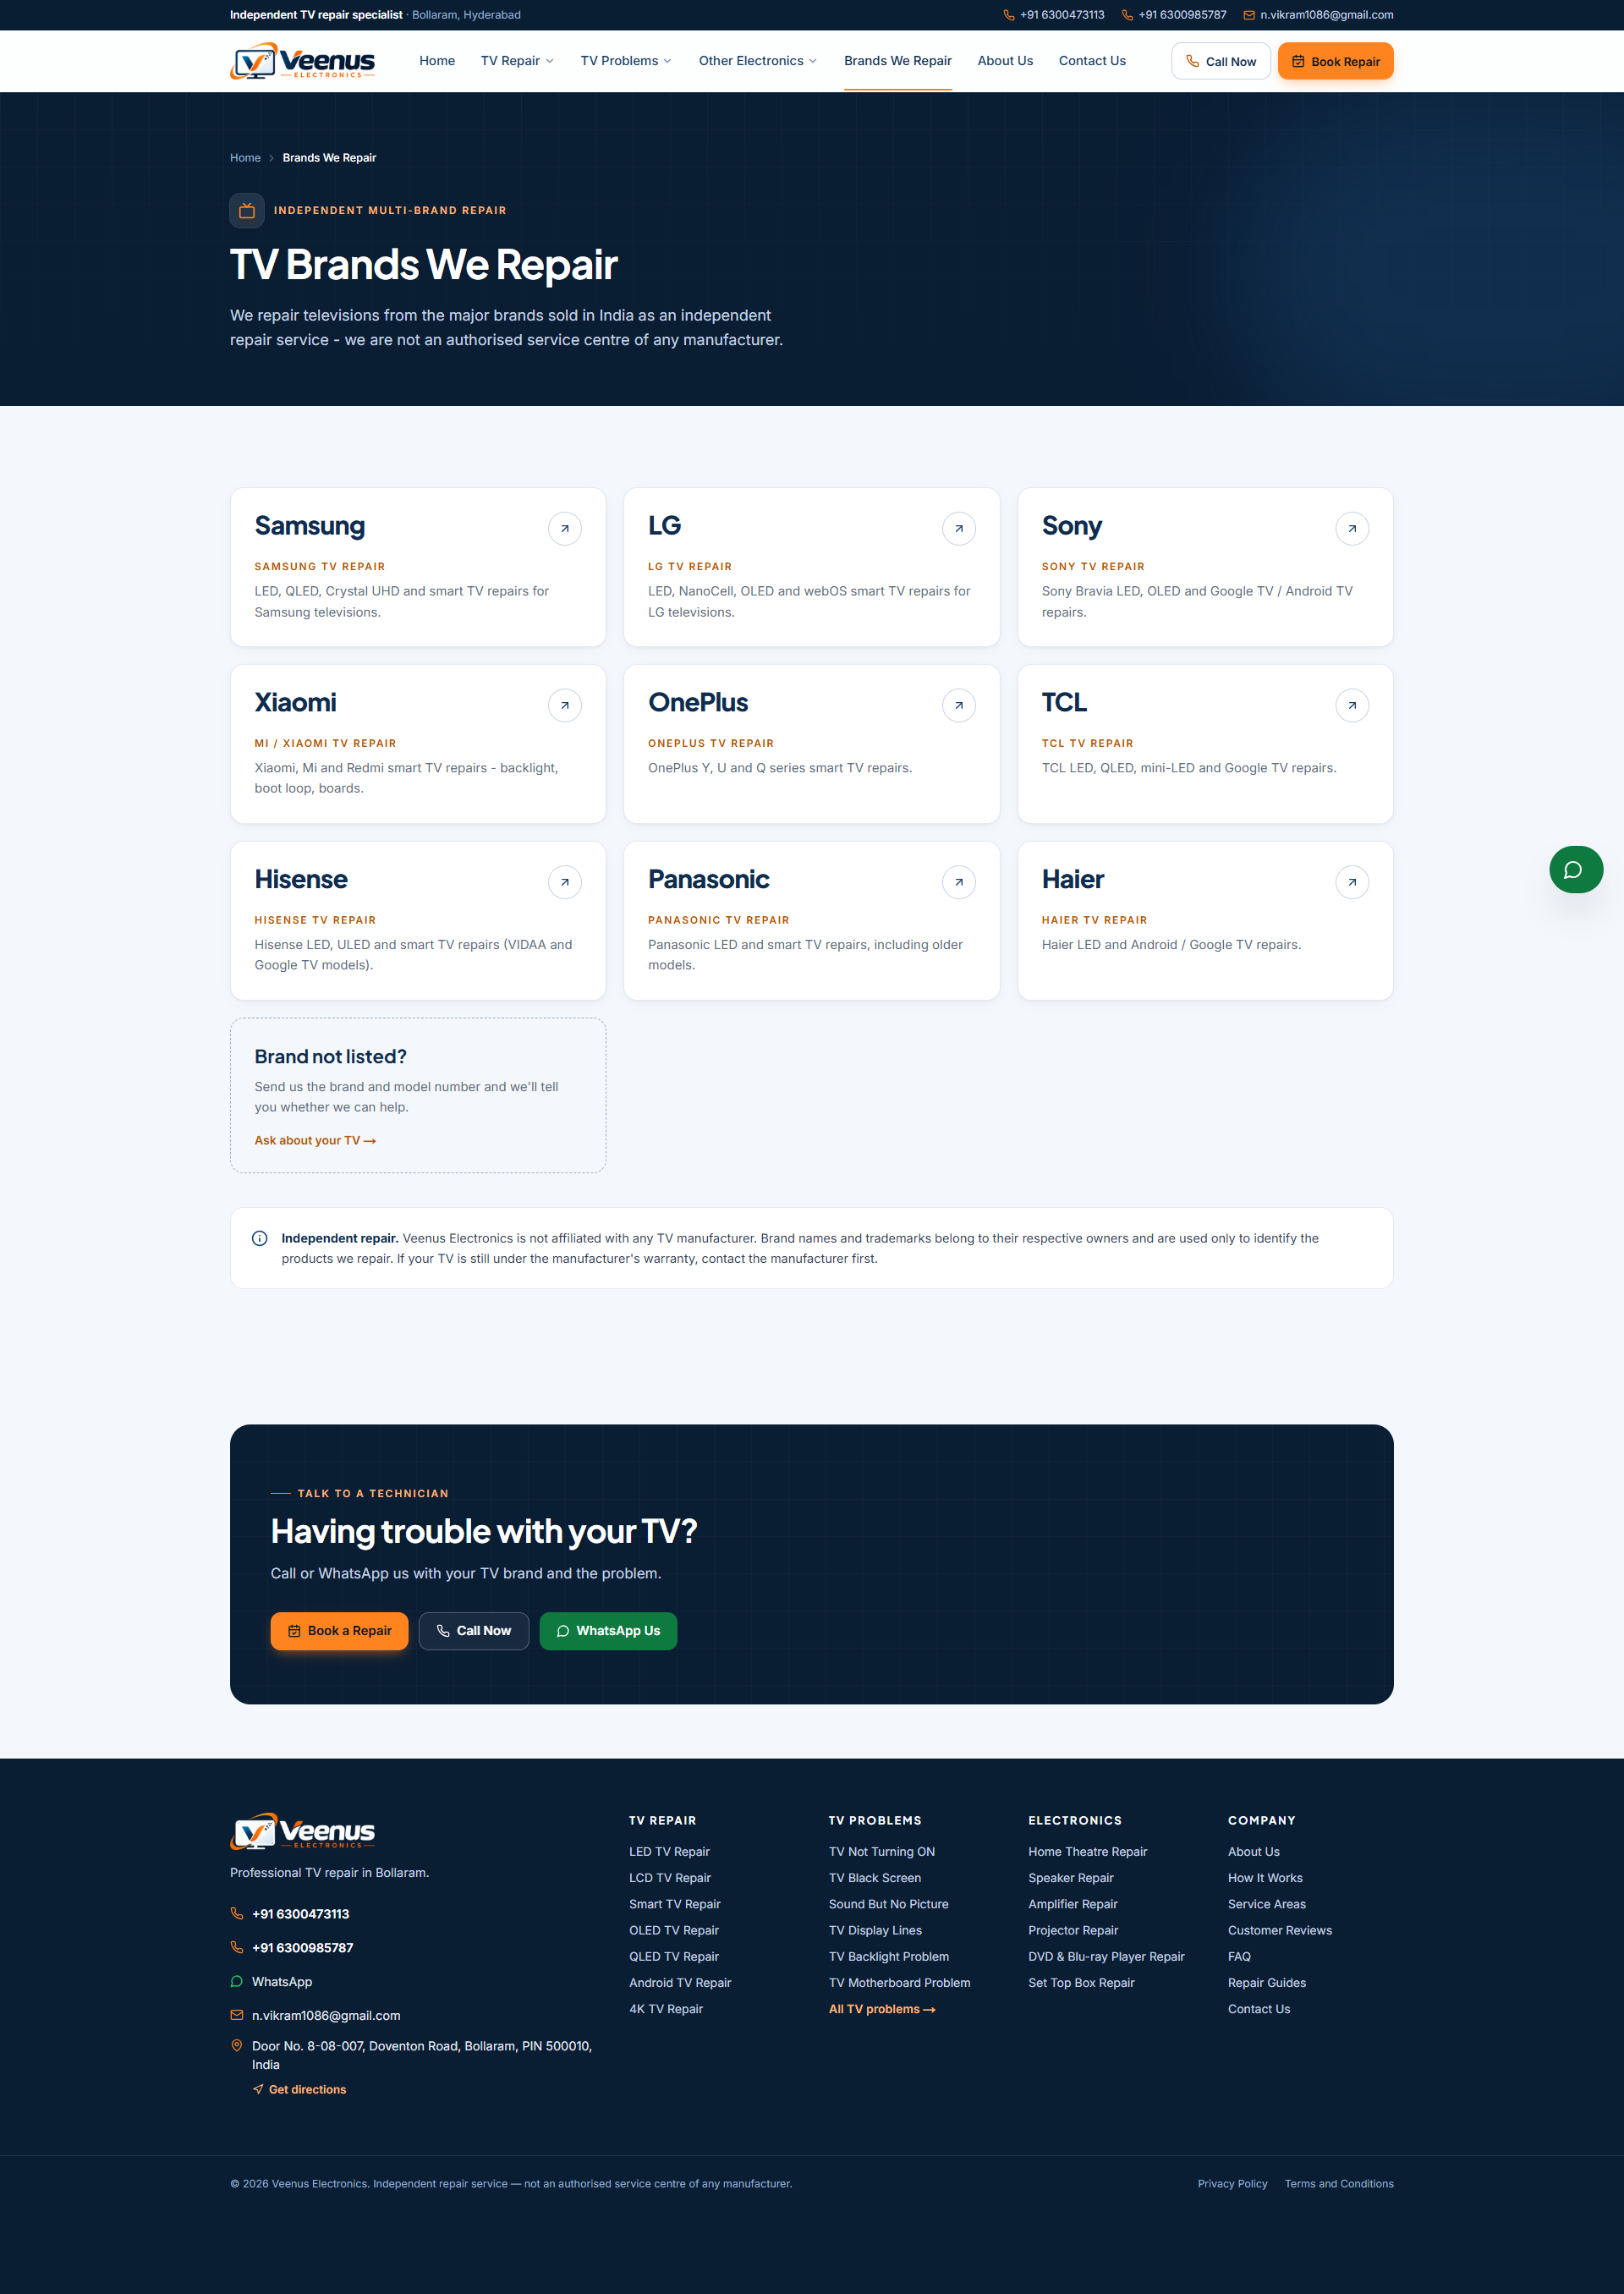 Independent TV repair specialist · Bollaram, Hyderabad
+91 6300473113
+91 6300985787
n.vikram1086@gmail.com
Veenus
ELECTRONICS
Home
TV Repair
TV Problems
Other Electronics
Brands We Repair
About Us
Contact Us
Call Now
Book Repair
Home
Brands We Repair
INDEPENDENT MULTI-BRAND REPAIR
TV Brands We Repair
We repair televisions from the major brands sold in India as an independent
repair service - we are not an authorised service centre of any manufacturer.
Samsung
SAMSUNG TV REPAIR
LED, QLED, Crystal UHD and smart TV repairs for
Samsung televisions.
LG
LG TV REPAIR
LED, NanoCell, OLED and webOS smart TV repairs for
LG televisions.
Sony
SONY TV REPAIR
Sony Bravia LED, OLED and Google TV / Android TV
repairs.
Xiaomi
MI / XIAOMI TV REPAIR
Xiaomi, Mi and Redmi smart TV repairs - backlight,
boot loop, boards.
OnePlus
ONEPLUS TV REPAIR
OnePlus Y, U and Q series smart TV repairs.
TCL
TCL TV REPAIR
TCL LED, QLED, mini-LED and Google TV repairs.
Hisense
HISENSE TV REPAIR
Hisense LED, ULED and smart TV repairs (VIDAA and
Google TV models).
Panasonic
PANASONIC TV REPAIR
Panasonic LED and smart TV repairs, including older
models.
Haier
HAIER TV REPAIR
Haier LED and Android / Google TV repairs.
Brand not listed?
Send us the brand and model number and we'll tell
you whether we can help.
Ask about your TV →
Independent repair. Veenus Electronics is not affiliated with any TV manufacturer. Brand names and trademarks belong to their respective owners and are used only to identify the
products we repair. If your TV is still under the manufacturer's warranty, contact the manufacturer first.
TALK TO A TECHNICIAN
Having trouble with your TV?
Call or WhatsApp us with your TV brand and the problem.
Book a Repair
Call Now
WhatsApp Us
Veenus
ELECTRONICS
Professional TV repair in Bollaram.
+91 6300473113
+91 6300985787
WhatsApp
n.vikram1086@gmail.com
Door No. 8-08-007, Doventon Road, Bollaram, PIN 500010,
India
Get directions
TV REPAIR
LED TV Repair
LCD TV Repair
Smart TV Repair
OLED TV Repair
QLED TV Repair
Android TV Repair
4K TV Repair
TV PROBLEMS
TV Not Turning ON
TV Black Screen
Sound But No Picture
TV Display Lines
TV Backlight Problem
TV Motherboard Problem
All TV problems →
ELECTRONICS
Home Theatre Repair
Speaker Repair
Amplifier Repair
Projector Repair
DVD & Blu-ray Player Repair
Set Top Box Repair
COMPANY
About Us
How It Works
Service Areas
Customer Reviews
FAQ
Repair Guides
Contact Us
© 2026 Veenus Electronics. Independent repair service — not an authorised service centre of any manufacturer.
Privacy Policy
Terms and Conditions